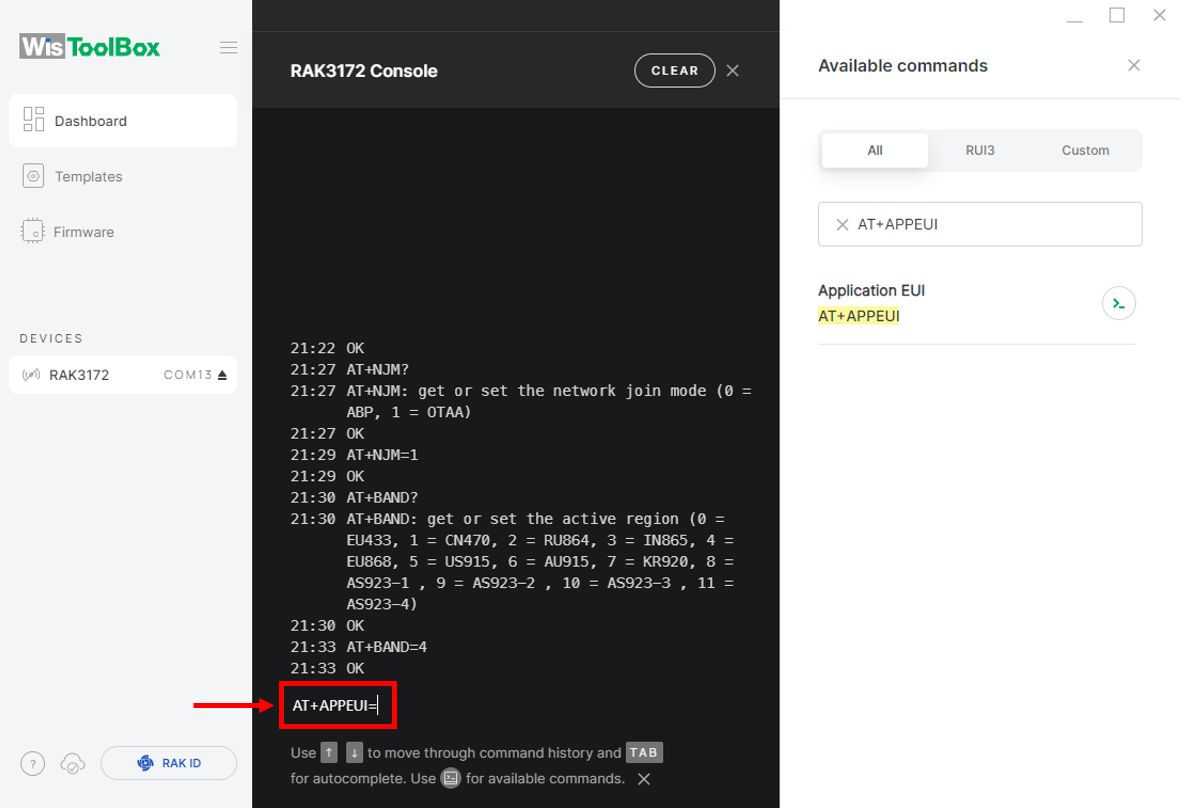 WisToolBox
Dashboard
Templates
Firmware
DEVICES
RAK3172 COM13
?
RAK ID
RAK3172 Console
CLEAR
21:22 OK
21:27 AT+NJM?
21:27 AT+NJM: get or set the network join mode (0 =
ABP, 1 = OTAA)
21:27 OK
21:29 AT+NJM=1
21:29 OK
21:30 AT+BAND?
21:30 AT+BAND: get or set the active region (0 =
EU433, 1 = CN470, 2 = RU864, 3 = IN865, 4 =
EU868, 5 = US915, 6 = AU915, 7 = KR920, 8 =
AS923-1 , 9 = AS923-2 , 10 = AS923-3 , 11 =
AS923-4)
21:30 OK
21:33 AT+BAND=4
21:33 OK
AT+APPEUI=
Use ↑ ↓ to move through command history and TAB
for autocomplete. Use for available commands.
Available commands
All RUI3 Custom
AT+APPEUI
Application EUI
AT+APPEUI